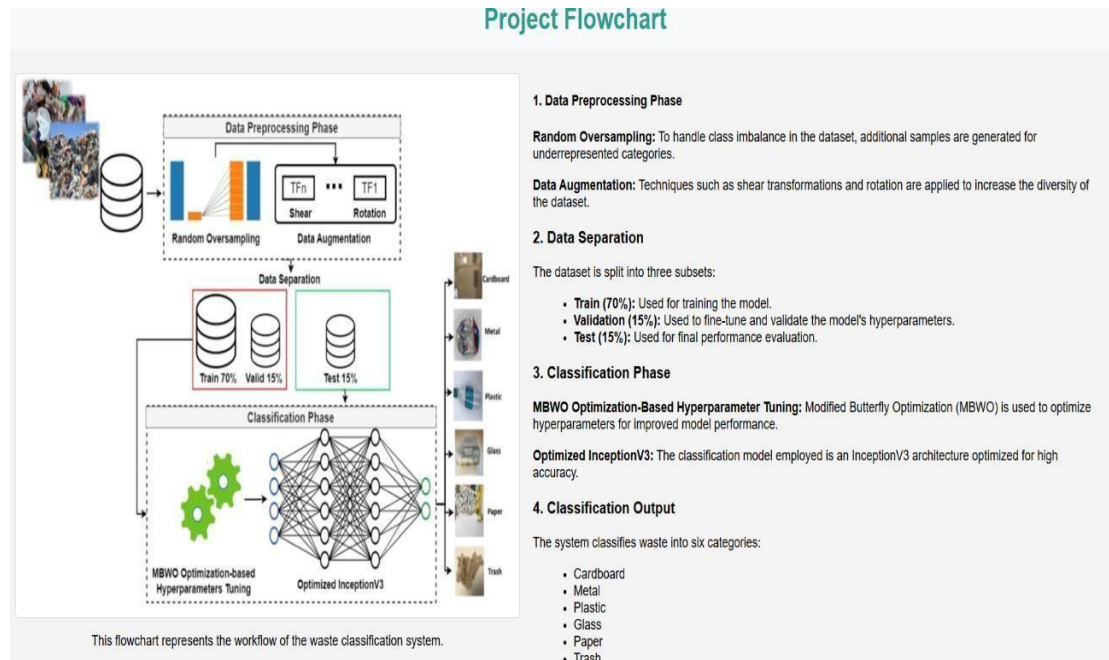 Project Flowchart
Data Preprocessing Phase
TFn
TF1
Shear
Rotation
Random Oversampling
Data Augmentation
Data Separation
Train 70%
Valid 15%
Test 15%
Classification Phase
MBWO Optimization-based
Hyperparameters Tuning
Optimized InceptionV3
Cardboard
Metal
Plastic
Glass
Paper
Trash
This flowchart represents the workflow of the waste classification system.
1. Data Preprocessing Phase
Random Oversampling: To handle class imbalance in the dataset, additional samples are generated for
underrepresented categories.
Data Augmentation: Techniques such as shear transformations and rotation are applied to increase the diversity of
the dataset.
2. Data Separation
The dataset is split into three subsets:
• Train (70%): Used for training the model.
• Validation (15%): Used to fine-tune and validate the model's hyperparameters.
• Test (15%): Used for final performance evaluation.
3. Classification Phase
MBWO Optimization-Based Hyperparameter Tuning: Modified Butterfly Optimization (MBWO) is used to optimize
hyperparameters for improved model performance.
Optimized InceptionV3: The classification model employed is an InceptionV3 architecture optimized for high
accuracy.
4. Classification Output
The system classifies waste into six categories:
• Cardboard
• Metal
• Plastic
• Glass
• Paper
• Trash